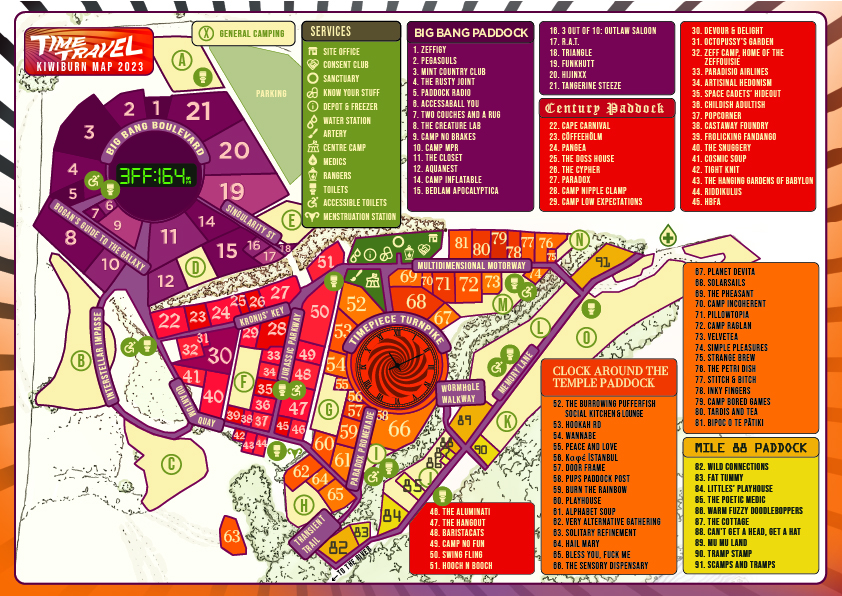 TIME TRAVEL
KIWIBURN MAP 2023
X GENERAL CAMPING
PARKING
SERVICES
SITE OFFICE
CONSENT CLUB
SANCTUARY
KNOW YOUR STUFF
DEPOT & FREEZER
WATER STATION
ARTERY
CENTRE CAMP
MEDICS
RANGERS
TOILETS
ACCESSIBLE TOILETS
MENSTRUATION STATION
BIG BANG PADDOCK
1. ZEFFIGY
2. PEGASOULS
3. MINT COUNTRY CLUB
4. THE RUSTY JOINT
5. PADDOCK RADIO
6. ACCESSABALL YOU
7. TWO COUCHES AND A RUG
8. THE CREATURE LAB
9. CAMP NO BRAKES
10. CAMP MPR
11. THE CLOSET
12. AQUANEST
14. CAMP INFLATABLE
15. BEDLAM APOCALYPTICA
16. 3 OUT OF 10: OUTLAW SALOON
17. R.A.T.
18. TRIANGLE
19. FUNKHUTT
20. HIJINXX
21. TANGERINE STEEZE
Century Paddock
22. CAPE CARNIVAL
23. CÖFFEEHÖLM
24. PANGEA
25. THE DOSS HOUSE
26. THE CYPHER
27. PARADOX
28. CAMP NIPPLE CLAMP
29. CAMP LOW EXPECTATIONS
30. DEVOUR & DELIGHT
31. OCTOPUSSY'S GARDEN
32. ZEFF CAMP, HOME OF THE
ZEFFOUISIE
33. PARADISIO AIRLINES
34. ARTISINAL HEDONISM
35. SPACE CADETS' HIDEOUT
36. CHILDISH ADULTISH
37. POPCORNER
38. CASTAWAY FOUNDRY
39. FROLICKING FANDANGO
40. THE SNUGGERY
41. COSMIC SOUP
42. TIGHT KNIT
43. THE HANGING GARDENS OF BABYLON
44. RIDDIKULUS
45. HBFA
46. THE ALUMINATI
47. THE HANGOUT
48. BARISTACATS
49. CAMP NO FUN
50. SWING FLING
51. HOOCH N BOOCH
CLOCK AROUND THE
TEMPLE PADDOCK
52. THE BURROWING PUFFERFISH
SOCIAL KITCHEN & LOUNGE
53. HOOKAH RD
54. WANNABE
55. PEACE AND LOVE
56. Καφέ ISTANBUL
57. DOOR FRAME
58. PUPS PADDOCK POST
59. BURN THE RAINBOW
60. PLAYHOUSE
61. ALPHABET SOUP
62. VERY ALTERNATIVE GATHERING
63. SOLITARY REFINEMENT
64. HAIL MARY
65. BLESS YOU, FUCK ME
66. THE SENSORY DISPENSARY
67. PLANET DEVITA
68. SOLARSAILS
69. THE PHEASANT
70. CAMP INCOHERENT
71. PILLOWTOPIA
72. CAMP RAGLAN
73. VELVETEA
74. SIMPLE PLEASURES
75. STRANGE BREW
76. THE PETRI DISH
77. STITCH & BITCH
78. INKY FINGERS
79. CAMP BORED GAMES
80. TARDIS AND TEA
81. BIPOC O TE PĀTIKI
MILE 88 PADDOCK
82. WILD CONNECTIONS
83. FAT TUMMY
84. LITTLES' PLAYHOUSE
85. THE POETIC MEDIC
86. WARM FUZZY DOODLEBOPPERS
87. THE COTTAGE
88. CAN'T GET A HEAD, GET A HAT
89. MU MU LAND
90. TRAMP STAMP
91. SCAMPS AND TRAMPS
BIG BANG BOULEVARD
3FF:164m
BOGAN'S GUIDE TO THE GALAXY
SINGULARITY ST
INTERSTELLAR IMPASSE
KRONUS' KEY
JURASSIC PARKWAY
QUANTUM QUAY
MULTIDIMENSIONAL MOTORWAY
TIMEPIECE TURNPIKE
WORMHOLE
WALKWAY
MEMORY LANE
PARADOX PROMENADE
TRANSIENT
TRAIL
TO THE RIVER
A
B
C
D
E
F
G
H
I
K
L
M
N
O
1
2
3
4
5
6
7
8
9
10
11
12
14
15
16
17
18
19
20
21
22
23
24
25
26
27
28
29
30
31
32
33
34
35
36
37
38
39
40
41
42
43
44
45
46
47
48
49
50
51
52
53
54
55
56
57
58
59
60
61
62
63
64
65
66
67
68
69
70
71
72
73
74
75
76
77
79
80
81
82
83
84
85
89
90
91